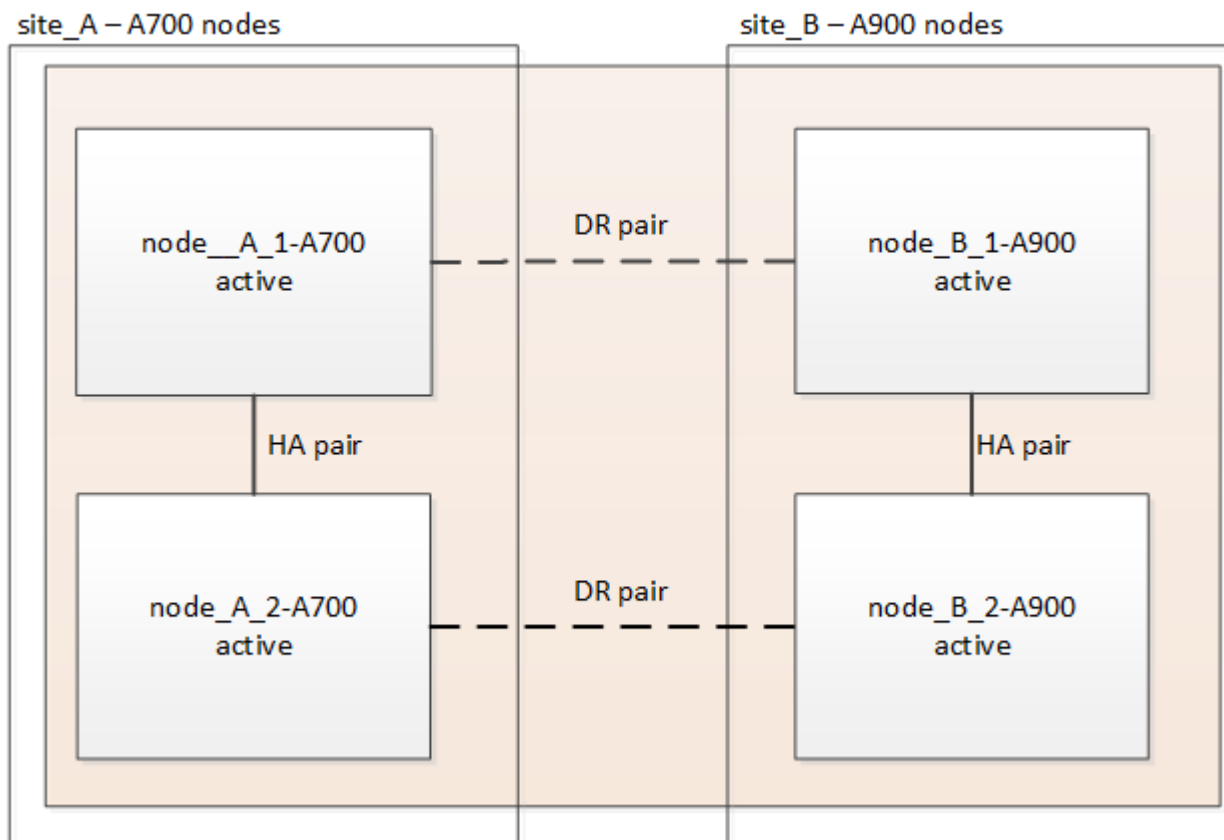 site_A – A700 nodes
site_B – A900 nodes
node__A_1-A700
active
DR pair
node_B_1-A900
active
HA pair
HA pair
node_A_2-A700
active
DR pair
node_B_2-A900
active